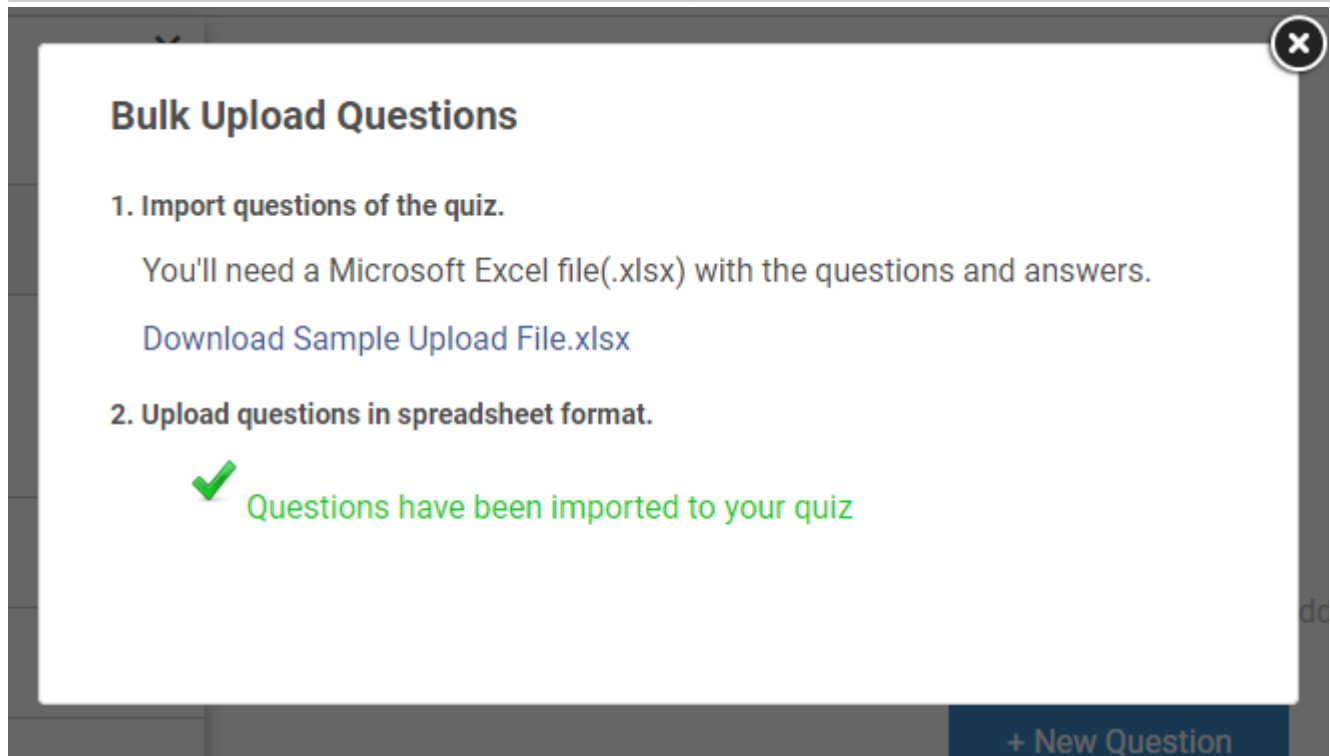 Bulk Upload Questions
1. Import questions of the quiz.
You'll need a Microsoft Excel file(.xlsx) with the questions and answers.
Download Sample Upload File.xlsx
2. Upload questions in spreadsheet format.
Questions have been imported to your quiz
+ New Question